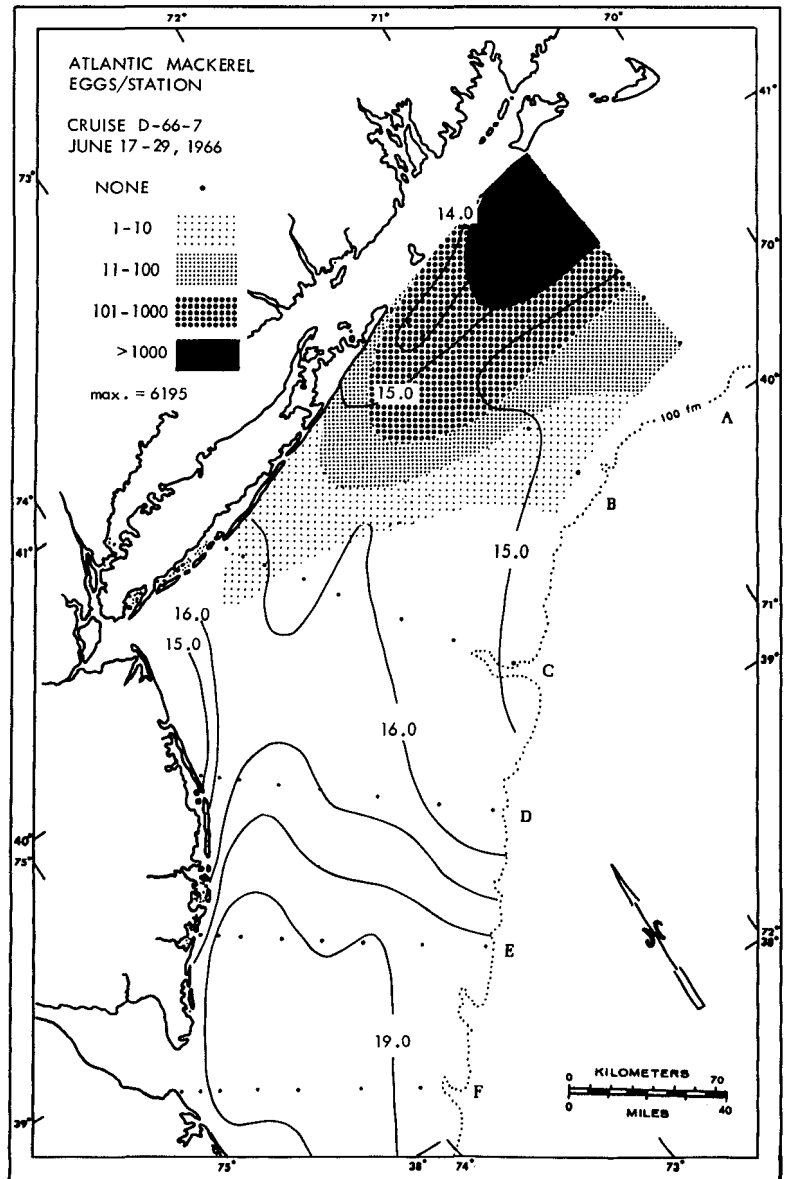 72° 71° 70°
ATLANTIC MACKEREL
EGGS/STATION
41°
CRUISE D-66-7
JUNE 17-29, 1966
73°
NONE
14.0
1-10
70°
11-100
101-1000
>1000
40°
max. = 6195
15.0
100 fm
A
74°
B
41°
15.0
71°
16.0
39°
15.0
C
16.0
D
40°
75°
72°
38°
E
N
19.0
KILOMETERS
0 70
F
0 40
MILES
39°
75° 38° 74° 73°